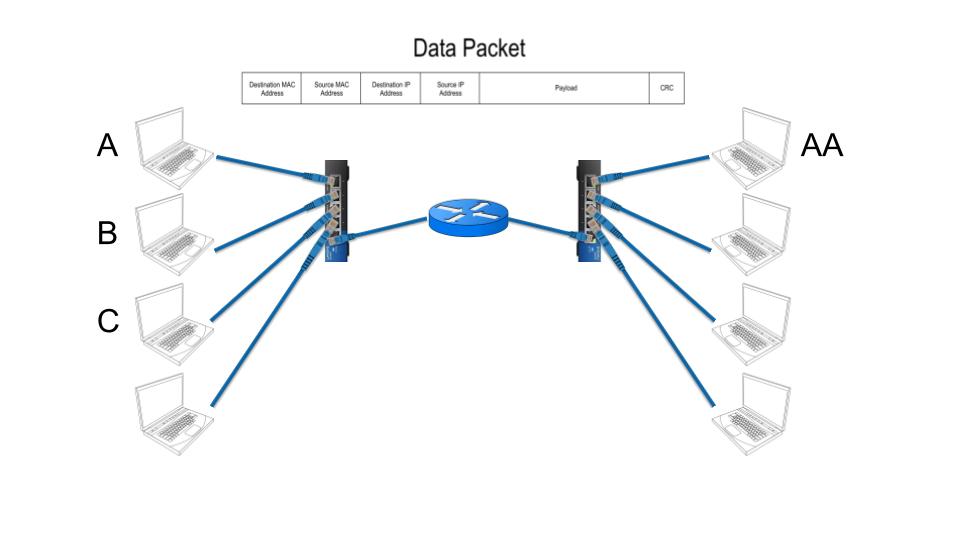 Data Packet
Destination MAC
Address
Source MAC
Address
Destination IP
Address
Source IP
Address
Payload
CRC
A
AA
B
C